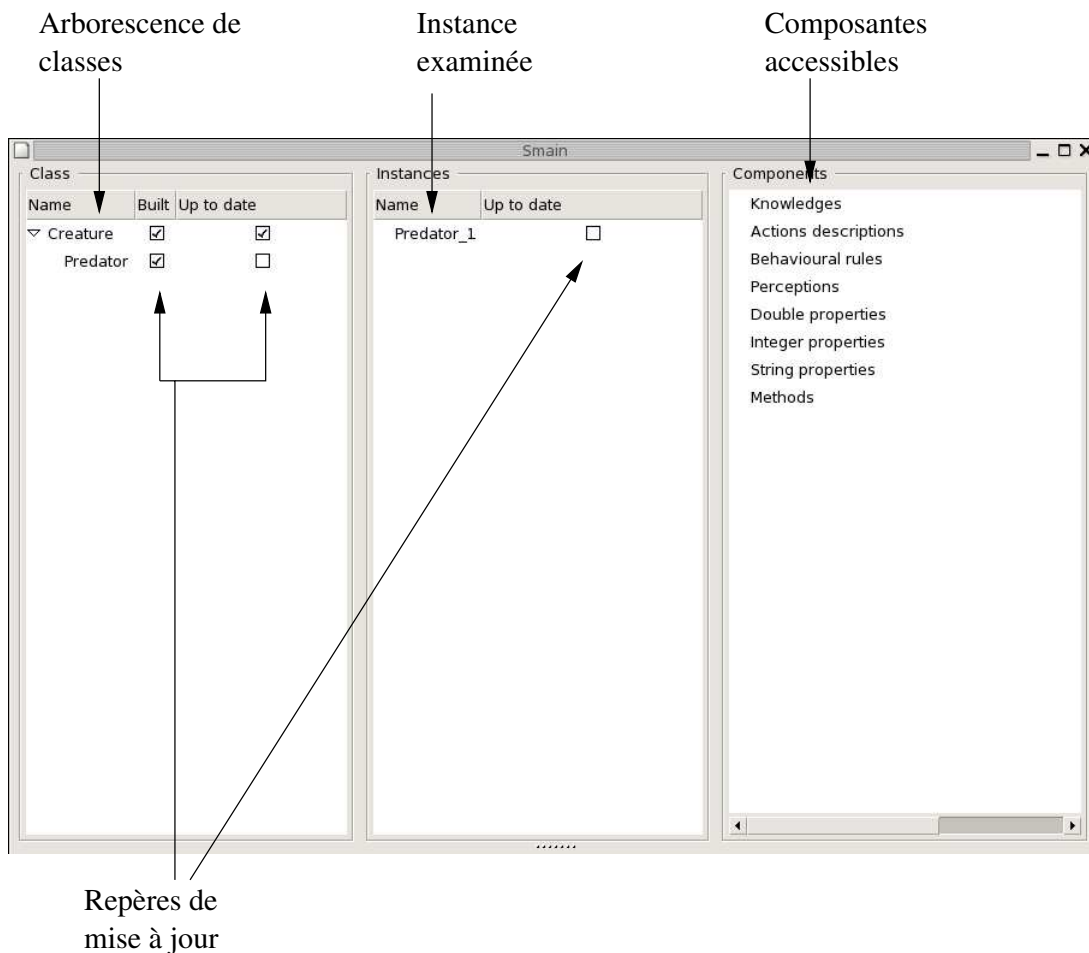 Arborescence de
classes
Instance
examinée
Composantes
accessibles
Smain
Class
Name Built Up to date
Creature
Predator
Instances
Name Up to date
Predator_1
Components
Knowledges
Actions descriptions
Behavioural rules
Perceptions
Double properties
Integer properties
String properties
Methods
Repères de
mise à jour